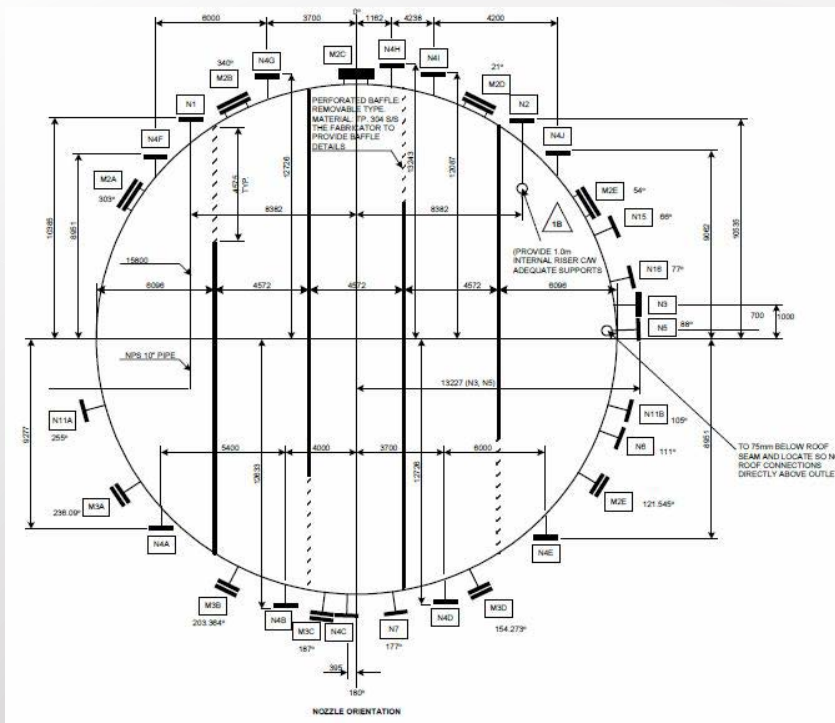 0°
6000
3700
1162
4238
4200
N4G
M2C
N4H
N4I
340°
M2B
21°
M2D
N1
N2
N4F
N4J
PERFORATED BAFFLE
REMOVABLE TYPE.
MATERIAL: TP. 304 S/S
THE FABRICATOR TO
PROVIDE BAFFLE
DETAILS
M2A
303°
M2E
54°
N15
66°
10385
8951
4575
TYP.
12726
13243
12087
9062
10535
8382
8382
1B
(PROVIDE 1.0m
INTERNAL RISER C/W
ADEQUATE SUPPORTS
15800
N16
77°
6096
4572
4572
4572
6096
N3
N5
88°
700
1000
NPS 10" PIPE
13227 (N3, N5)
N11A
255°
N11B
105°
N6
111°
9277
5400
4000
3700
6000
8951
12633
12726
TO 75mm BELOW ROOF
SEAM AND LOCATE SO NO
ROOF CONNECTIONS
DIRECTLY ABOVE OUTLE
M3A
236.09°
M2E
121.545°
N4A
N4E
M3B
203.364°
N4B
M3C
187°
N4C
N7
177°
N4D
M3D
154.273°
395
180°
NOZZLE ORIENTATION